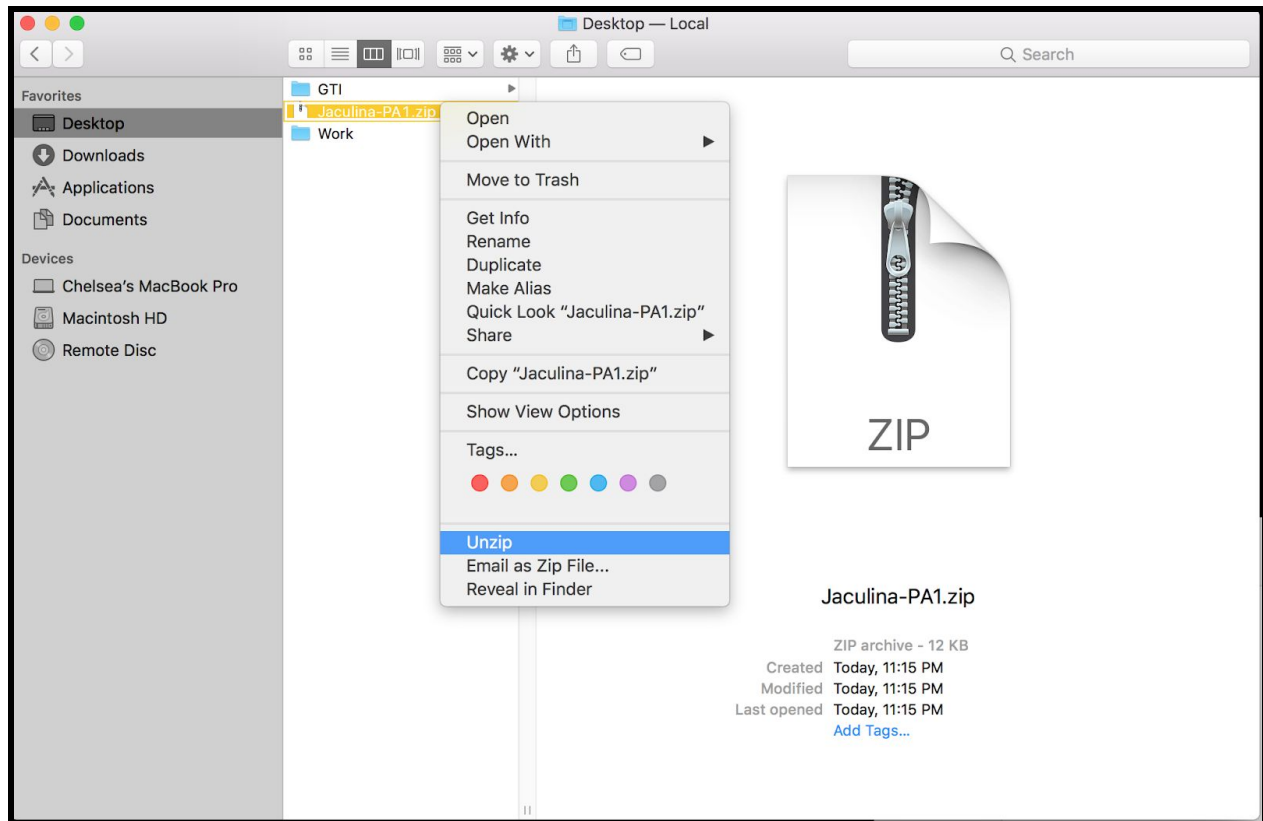 Desktop — Local
Search
Favorites
Desktop
Downloads
Applications
Documents
Devices
Chelsea’s MacBook Pro
Macintosh HD
Remote Disc
GTI
Jaculina-PA1.zip
Work
Open
Open With
Move to Trash
Get Info
Rename
Duplicate
Make Alias
Quick Look “Jaculina-PA1.zip”
Share
Copy “Jaculina-PA1.zip”
Show View Options
Tags...
Unzip
Email as Zip File...
Reveal in Finder
ZIP
Jaculina-PA1.zip
ZIP archive - 12 KB
Created Today, 11:15 PM
Modified Today, 11:15 PM
Last opened Today, 11:15 PM
Add Tags...